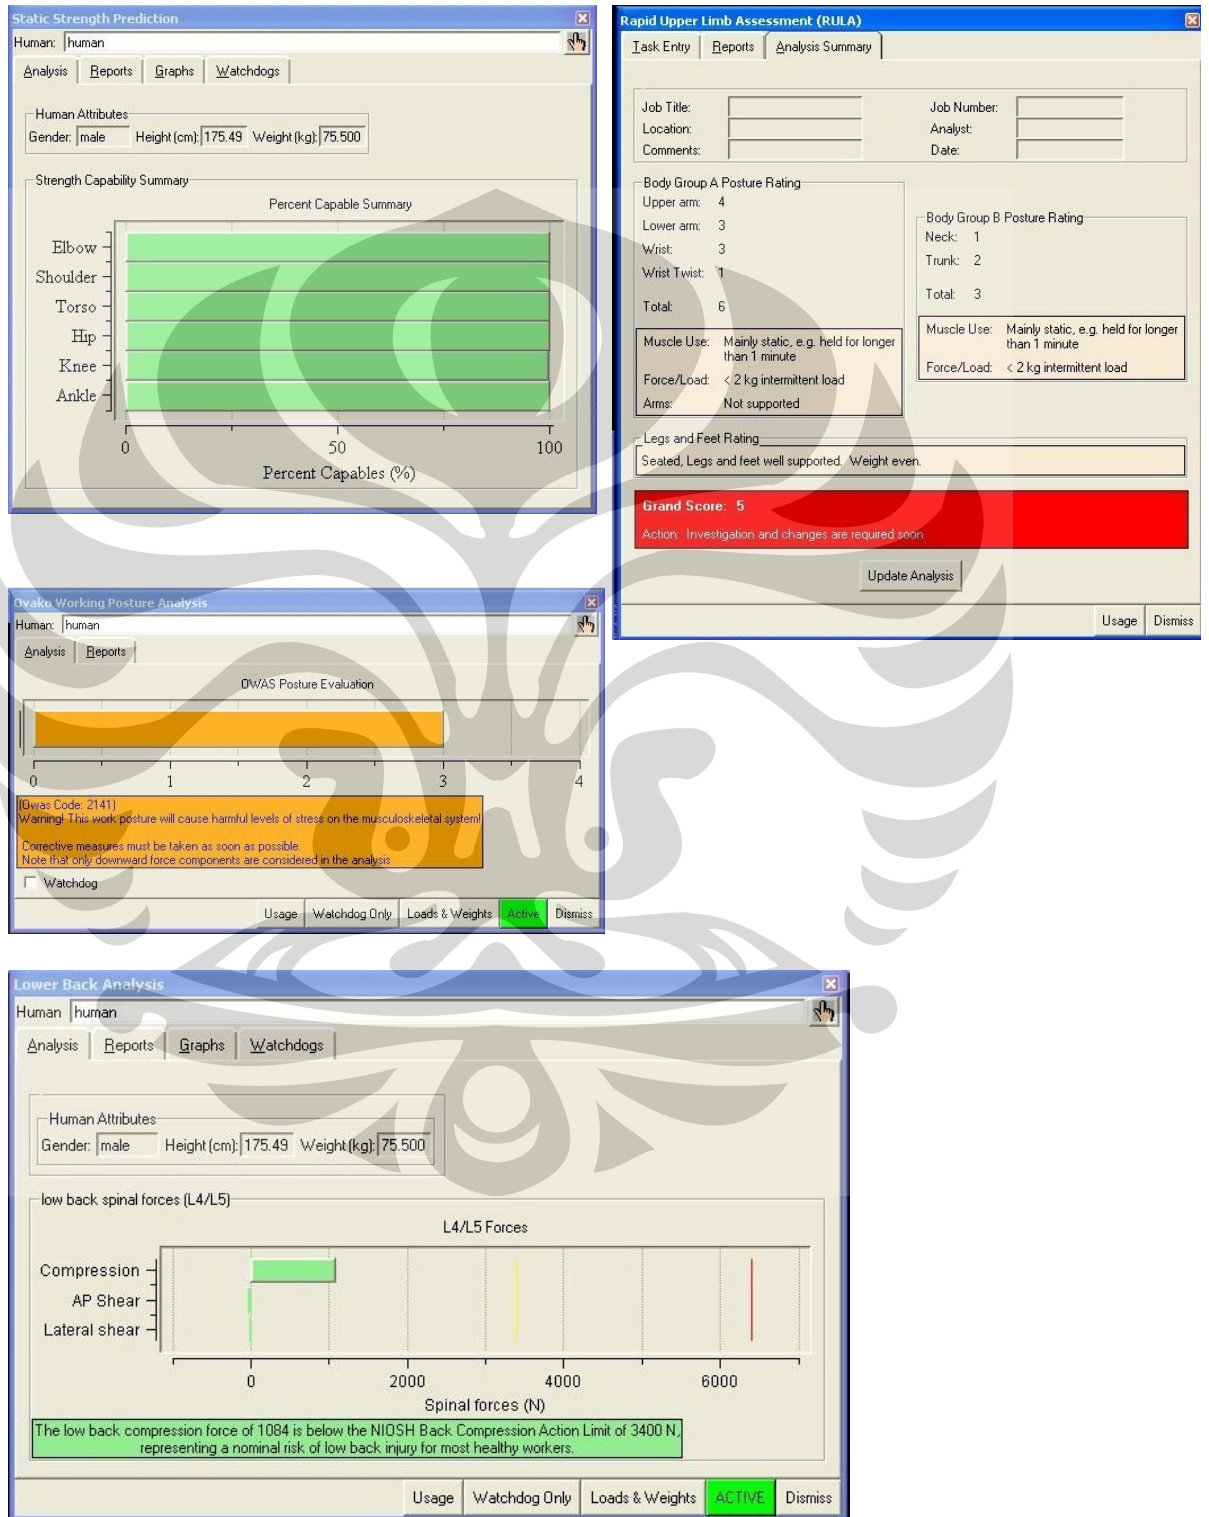 Static Strength Prediction
Human: human
Analysis Reports Graphs Watchdogs
Human Attributes
Gender: male Height (cm): 175.49 Weight (kg): 75.500
Strength Capability Summary
Percent Capable Summary
Elbow
Shoulder
Torso
Hip
Knee
Ankle
0 50 100
Percent Capables (%)
Rapid Upper Limb Assessment (RULA)
Task Entry Reports Analysis Summary
Job Title: Job Number:
Location: Analyst:
Comments: Date:
Body Group A Posture Rating
Upper arm: 4
Lower arm: 3
Wrist: 3
Wrist Twist: 1
Total: 6
Muscle Use: Mainly static, e.g. held for longer
than 1 minute
Force/Load: < 2 kg intermittent load
Arms: Not supported
Body Group B Posture Rating
Neck: 1
Trunk: 2
Total: 3
Muscle Use: Mainly static, e.g. held for longer
than 1 minute
Force/Load: < 2 kg intermittent load
Legs and Feet Rating
Seated, Legs and feet well supported. Weight even.
Grand Score: 5
Action: Investigation and changes are required soon.
Update Analysis
Usage Dismiss
Ovako Working Posture Analysis
Human: human
Analysis Reports
OWAS Posture Evaluation
0 1 2 3 4
(Owas Code: 2141)
Warning! This work posture will cause harmful levels of stress on the musculoskeletal system!
Corrective measures must be taken as soon as possible.
Note that only downward force components are considered in the analysis
Watchdog
Usage Watchdog Only Loads & Weights Active Dismiss
Lower Back Analysis
Human human
Analysis Reports Graphs Watchdogs
Human Attributes
Gender: male Height (cm): 175.49 Weight (kg): 75.500
low back spinal forces (L4/L5)
L4/L5 Forces
Compression
AP Shear
Lateral shear
0 2000 4000 6000
Spinal forces (N)
The low back compression force of 1084 is below the NIOSH Back Compression Action Limit of 3400 N,
representing a nominal risk of low back injury for most healthy workers.
Usage Watchdog Only Loads & Weights ACTIVE Dismiss